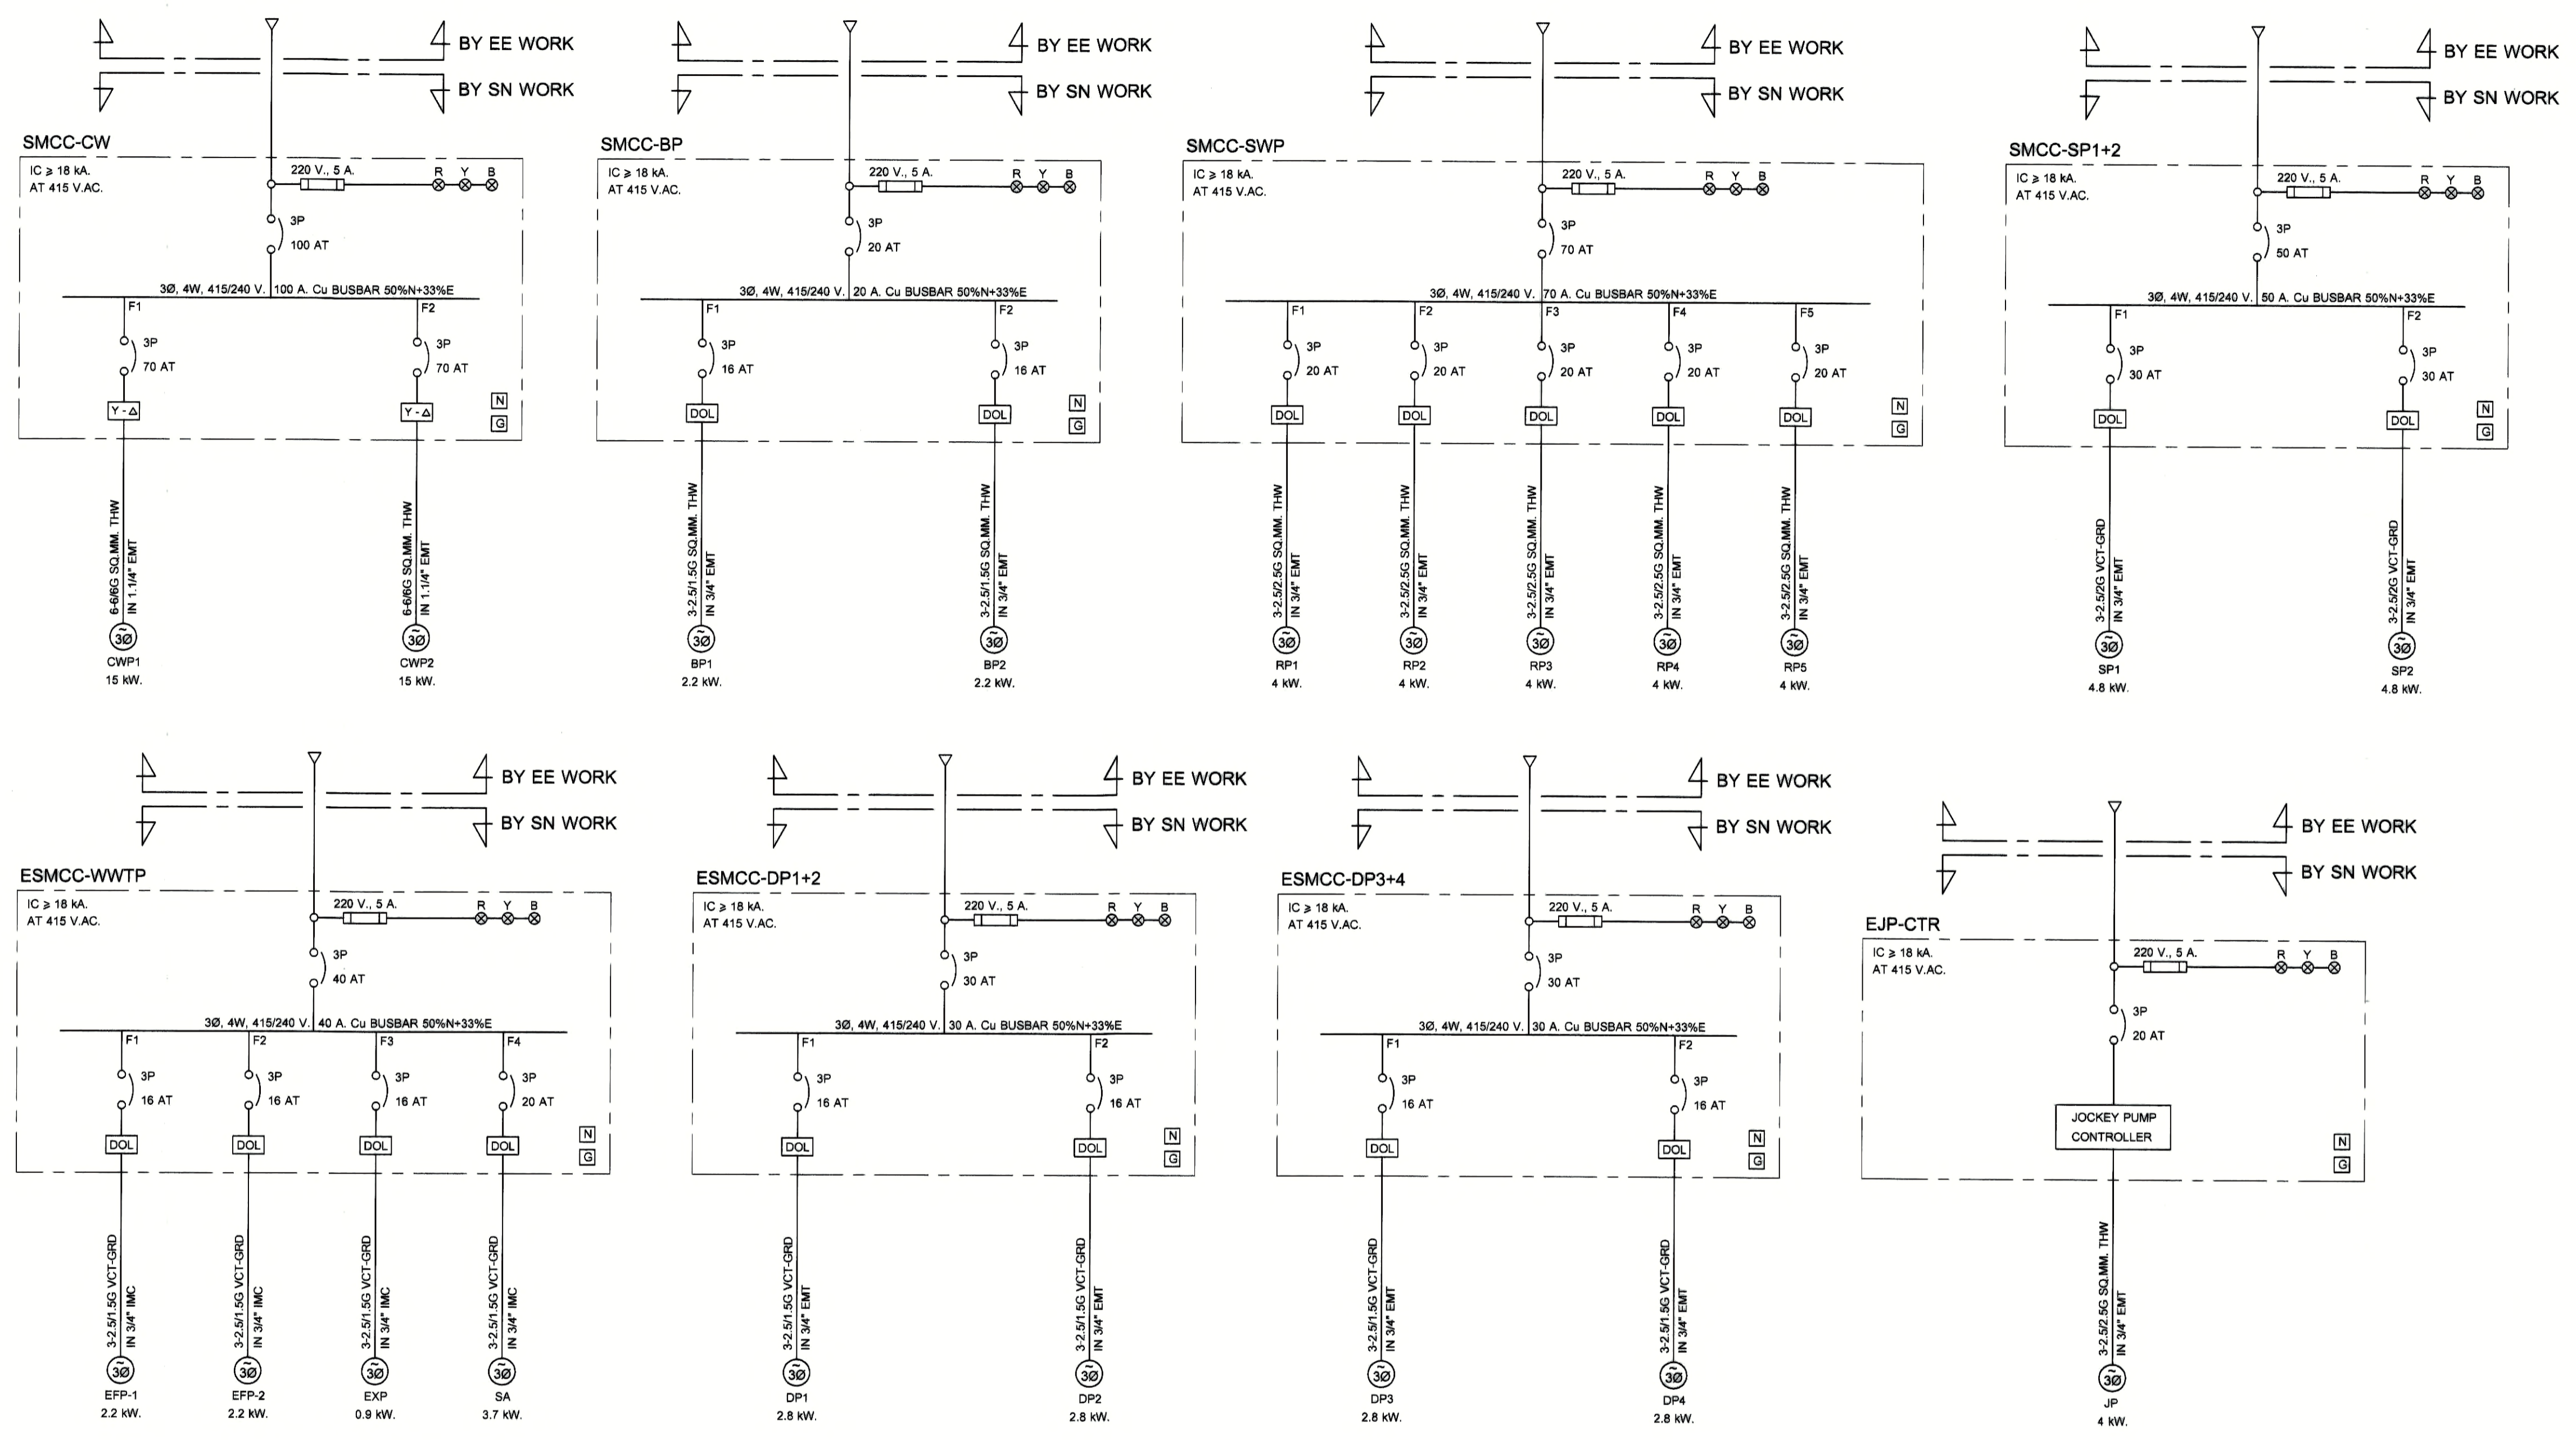 BY EE WORK
BY SN WORK
SMCC-CW
IC ≥ 18 kA.
AT 415 V.AC.
220 V., 5 A.
R Y B
3P
100 AT
3Ø, 4W, 415/240 V. 100 A. Cu BUSBAR 50%N+33%E
F1 F2
3P 3P
70 AT 70 AT
Y - Δ Y - Δ
N
G
6-6/6G SQ.MM. THW
IN 1.1/4" EMT
6-6/6G SQ.MM. THW
IN 1.1/4" EMT
3Ø 3Ø
CWP1 CWP2
15 kW. 15 kW.
BY EE WORK
BY SN WORK
SMCC-BP
IC ≥ 18 kA.
AT 415 V.AC.
220 V., 5 A.
R Y B
3P
20 AT
3Ø, 4W, 415/240 V. 20 A. Cu BUSBAR 50%N+33%E
F1 F2
3P 3P
16 AT 16 AT
DOL DOL
N
G
3-2.5/1.5G SQ.MM. THW
IN 3/4" EMT
3-2.5/1.5G SQ.MM. THW
IN 3/4" EMT
3Ø 3Ø
BP1 BP2
2.2 kW. 2.2 kW.
BY EE WORK
BY SN WORK
SMCC-SWP
IC ≥ 18 kA.
AT 415 V.AC.
220 V., 5 A.
R Y B
3P
70 AT
3Ø, 4W, 415/240 V. 70 A. Cu BUSBAR 50%N+33%E
F1 F2 F3 F4 F5
3P 3P 3P 3P 3P
20 AT 20 AT 20 AT 20 AT 20 AT
DOL DOL DOL DOL DOL
N
G
3-2.5/2.5G SQ.MM. THW
IN 3/4" EMT
3-2.5/2.5G SQ.MM. THW
IN 3/4" EMT
3-2.5/2.5G SQ.MM. THW
IN 3/4" EMT
3-2.5/2.5G SQ.MM. THW
IN 3/4" EMT
3-2.5/2.5G SQ.MM. THW
IN 3/4" EMT
3Ø 3Ø 3Ø 3Ø 3Ø
RP1 RP2 RP3 RP4 RP5
4 kW. 4 kW. 4 kW. 4 kW. 4 kW.
BY EE WORK
BY SN WORK
SMCC-SP1+2
IC ≥ 18 kA.
AT 415 V.AC.
220 V., 5 A.
R Y B
3P
50 AT
3Ø, 4W, 415/240 V. 50 A. Cu BUSBAR 50%N+33%E
F1 F2
3P 3P
30 AT 30 AT
DOL DOL
N
G
3-2.5/2G VCT-GRD
IN 3/4" EMT
3-2.5/2G VCT-GRD
IN 3/4" EMT
3Ø 3Ø
SP1 SP2
4.8 kW. 4.8 kW.
BY EE WORK
BY SN WORK
ESMCC-WWTP
IC ≥ 18 kA.
AT 415 V.AC.
220 V., 5 A.
R Y B
3P
40 AT
3Ø, 4W, 415/240 V. 40 A. Cu BUSBAR 50%N+33%E
F1 F2 F3 F4
3P 3P 3P 3P
16 AT 16 AT 16 AT 20 AT
DOL DOL DOL DOL
N
G
3-2.5/1.5G VCT-GRD
IN 3/4" IMC
3-2.5/1.5G VCT-GRD
IN 3/4" IMC
3-2.5/1.5G VCT-GRD
IN 3/4" IMC
3-2.5/1.5G VCT-GRD
IN 3/4" IMC
3Ø 3Ø 3Ø 3Ø
EFP-1 EFP-2 EXP SA
2.2 kW. 2.2 kW. 0.9 kW. 3.7 kW.
BY EE WORK
BY SN WORK
ESMCC-DP1+2
IC ≥ 18 kA.
AT 415 V.AC.
220 V., 5 A.
R Y B
3P
30 AT
3Ø, 4W, 415/240 V. 30 A. Cu BUSBAR 50%N+33%E
F1 F2
3P 3P
16 AT 16 AT
DOL DOL
N
G
3-2.5/1.5G VCT-GRD
IN 3/4" EMT
3-2.5/1.5G VCT-GRD
IN 3/4" EMT
3Ø 3Ø
DP1 DP2
2.8 kW. 2.8 kW.
BY EE WORK
BY SN WORK
ESMCC-DP3+4
IC ≥ 18 kA.
AT 415 V.AC.
220 V., 5 A.
R Y B
3P
30 AT
3Ø, 4W, 415/240 V. 30 A. Cu BUSBAR 50%N+33%E
F1 F2
3P 3P
16 AT 16 AT
DOL DOL
N
G
3-2.5/1.5G VCT-GRD
IN 3/4" EMT
3-2.5/1.5G VCT-GRD
IN 3/4" EMT
3Ø 3Ø
DP3 DP4
2.8 kW. 2.8 kW.
BY EE WORK
BY SN WORK
EJP-CTR
IC ≥ 18 kA.
AT 415 V.AC.
220 V., 5 A.
R Y B
3P
20 AT
JOCKEY PUMP
CONTROLLER
N
G
3-2.5/2.5G SQ.MM. THW
IN 3/4" EMT
3Ø
JP
4 kW.